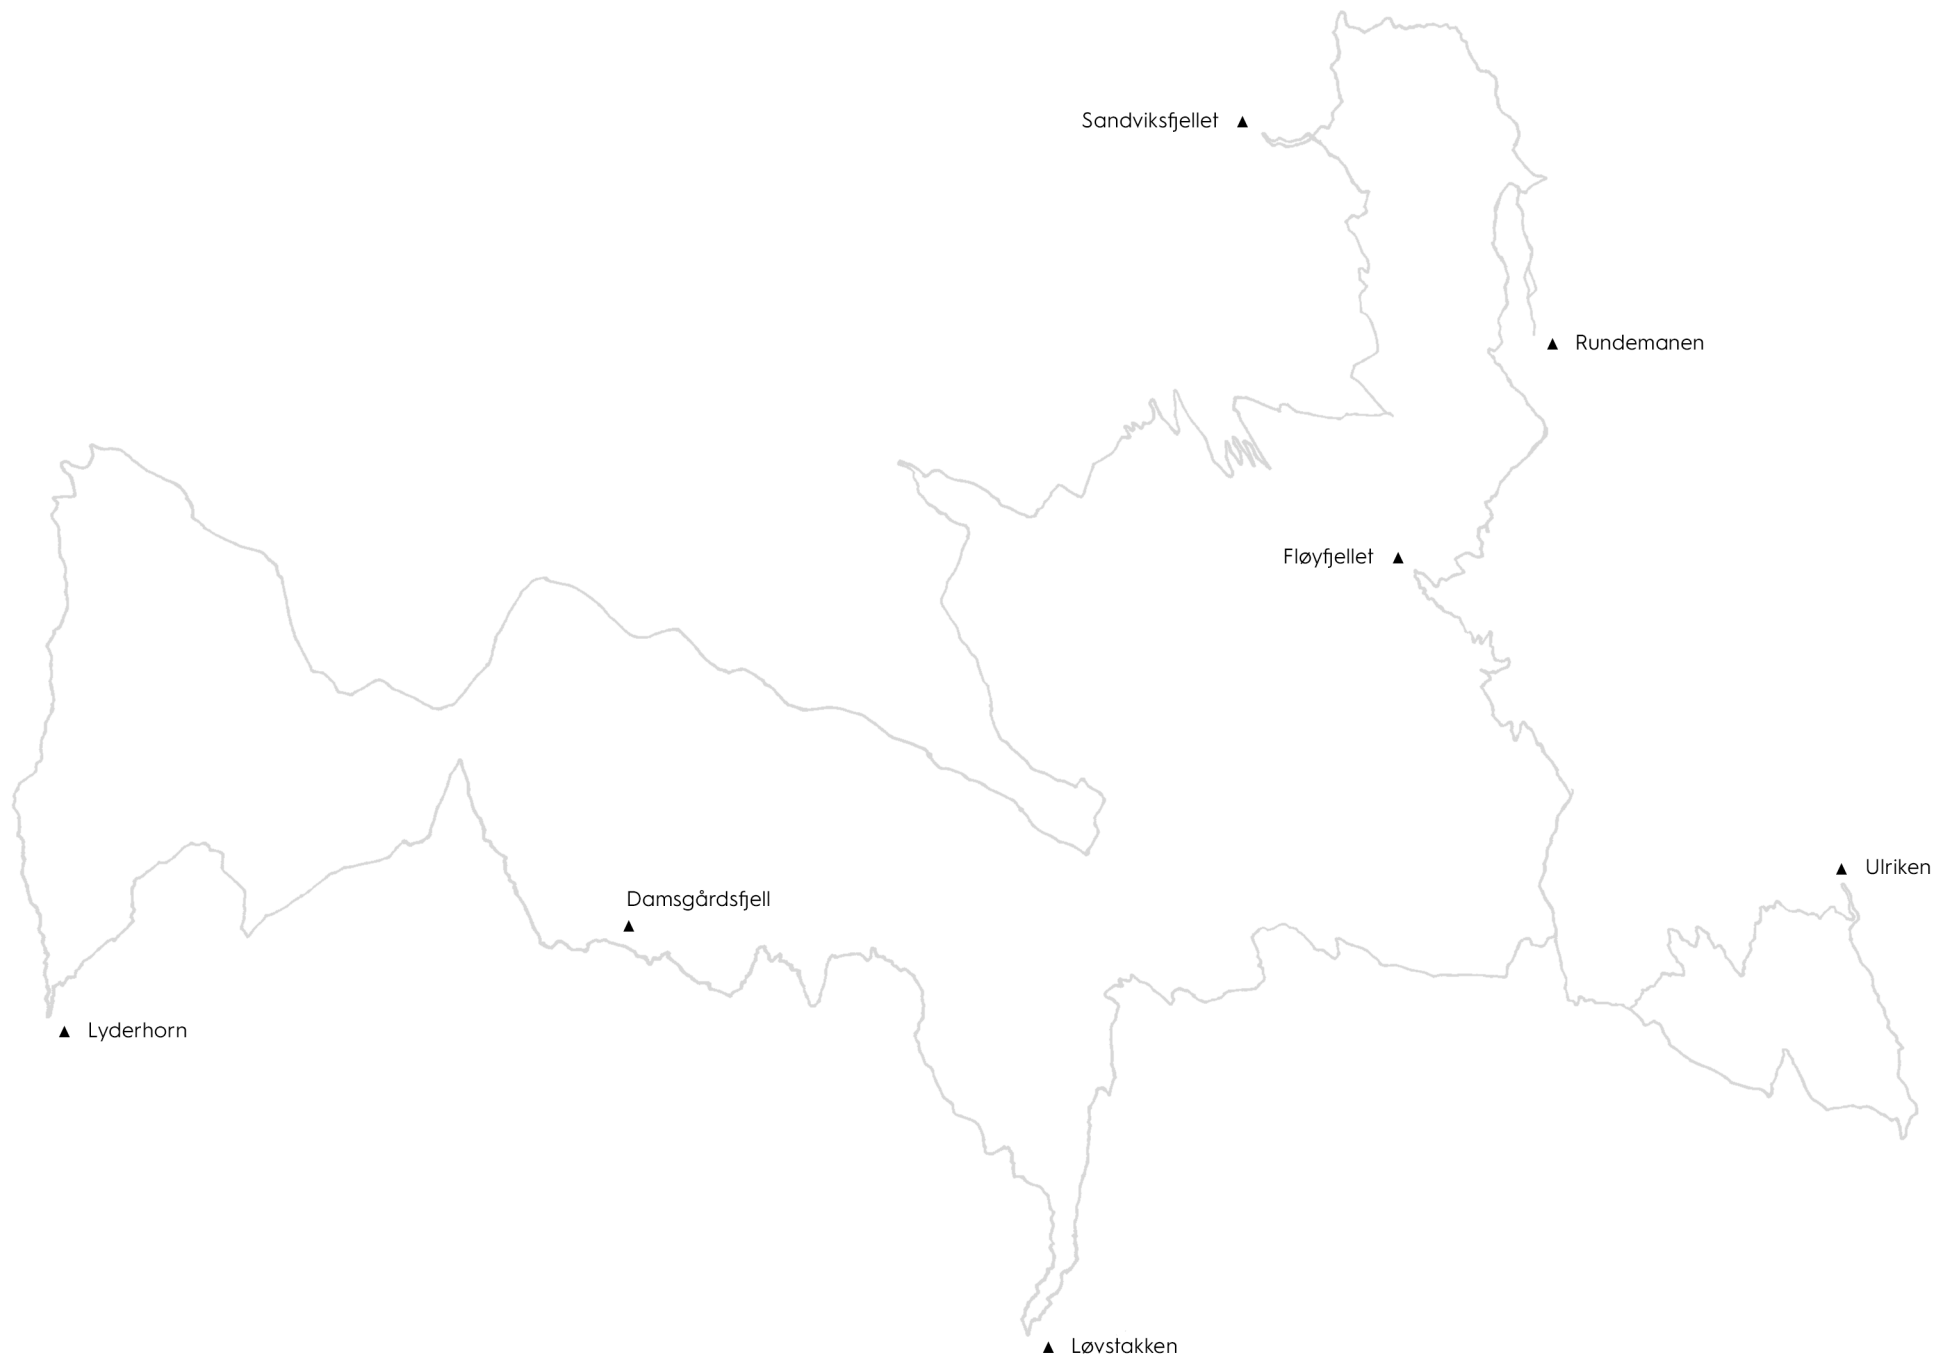 Sandviksfjellet
Rundemanen
Fløyfjellet
Ulriken
Damsgårdsfjell
Lyderhorn
Løvstakken